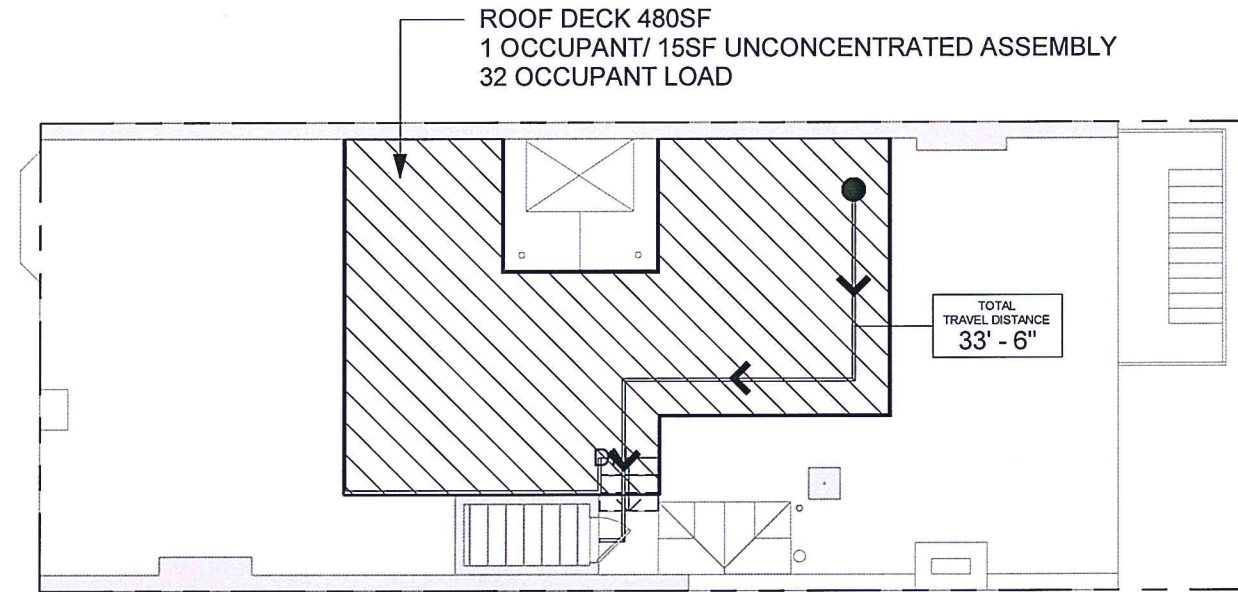 ROOF DECK 480SF
1 OCCUPANT/ 15SF UNCONCENTRATED ASSEMBLY
32 OCCUPANT LOAD
TOTAL
TRAVEL DISTANCE
33' - 6"